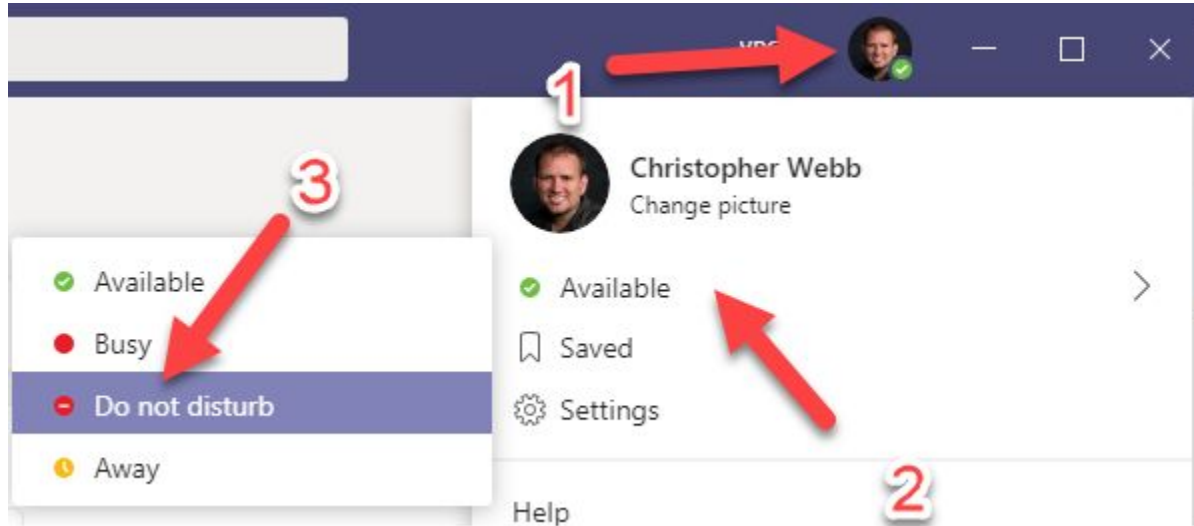 1
3
Christopher Webb
Change picture
Available
Available
Busy
Saved
Do not disturb
Settings
Away
Help
2